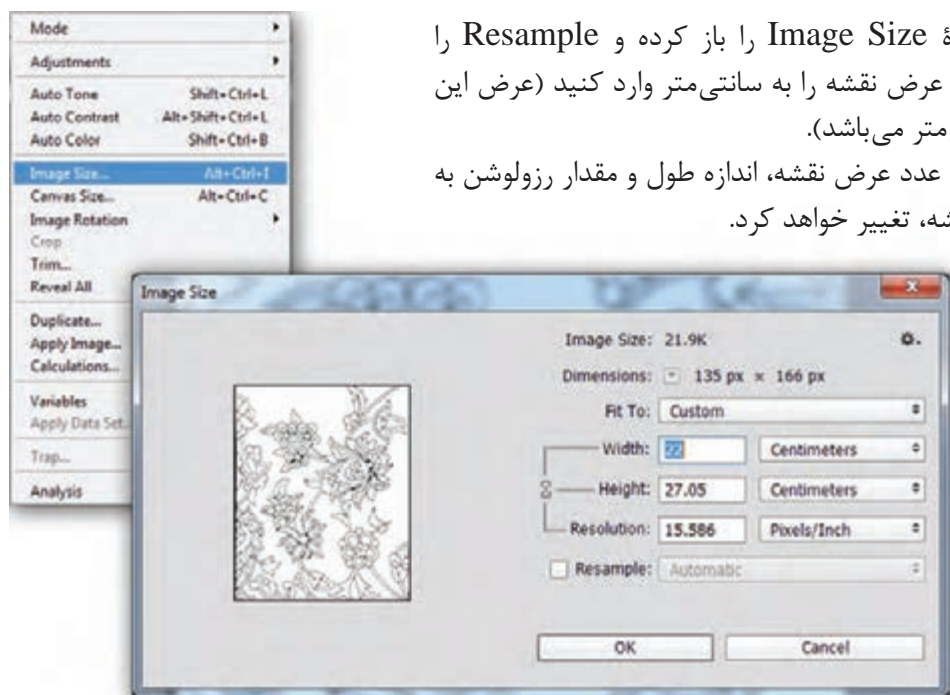 Mode
Adjustments
Auto Tone Shift+Ctrl+L
Auto Contrast Alt+Shift+Ctrl+L
Auto Color Shift+Ctrl+B
Image Size... Alt+Ctrl+I
Canvas Size... Alt+Ctrl+C
Image Rotation
Crop
Trim...
Reveal All
Duplicate...
Apply Image...
Calculations...
Variables
Apply Data Set..
Trap...
Analysis
Image Size را باز کرده و Resample را
عرض نقشه را به سانتی‌متر وارد کنید (عرض این
متر می‌باشد).
عدد عرض نقشه، اندازه طول و مقدار رزولوشن به
تغییر خواهد کرد.
Image Size
Image Size: 21.9K
Dimensions: 135 px × 166 px
Fit To: Custom
Width: 22 Centimeters
Height: 27.05 Centimeters
Resolution: 15.586 Pixels/Inch
Resample: Automatic
OK Cancel